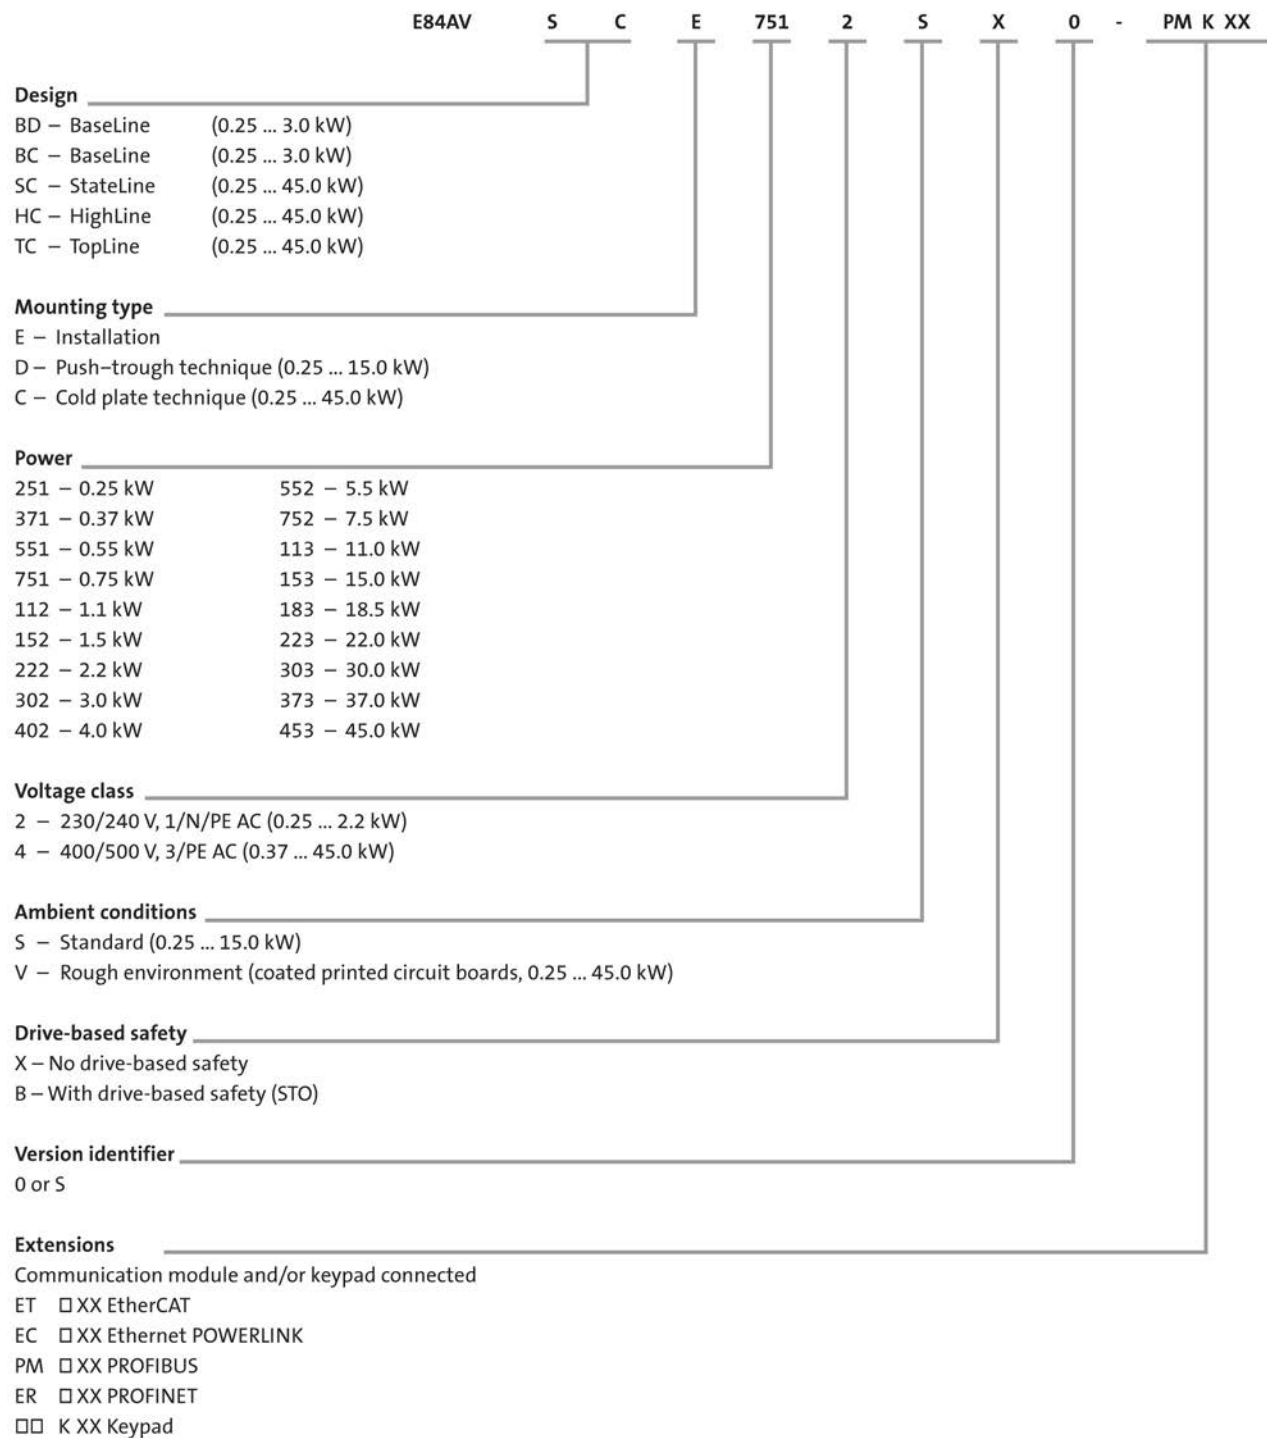 E84AV S C E 751 2 S X 0 - PM K XX
Design
BD – BaseLine (0.25 ... 3.0 kW)
BC – BaseLine (0.25 ... 3.0 kW)
SC – StateLine (0.25 ... 45.0 kW)
HC – HighLine (0.25 ... 45.0 kW)
TC – TopLine (0.25 ... 45.0 kW)
Mounting type
E – Installation
D – Push–trough technique (0.25 ... 15.0 kW)
C – Cold plate technique (0.25 ... 45.0 kW)
Power
251 – 0.25 kW 552 – 5.5 kW
371 – 0.37 kW 752 – 7.5 kW
551 – 0.55 kW 113 – 11.0 kW
751 – 0.75 kW 153 – 15.0 kW
112 – 1.1 kW 183 – 18.5 kW
152 – 1.5 kW 223 – 22.0 kW
222 – 2.2 kW 303 – 30.0 kW
302 – 3.0 kW 373 – 37.0 kW
402 – 4.0 kW 453 – 45.0 kW
Voltage class
2 – 230/240 V, 1/N/PE AC (0.25 ... 2.2 kW)
4 – 400/500 V, 3/PE AC (0.37 ... 45.0 kW)
Ambient conditions
S – Standard (0.25 ... 15.0 kW)
V – Rough environment (coated printed circuit boards, 0.25 ... 45.0 kW)
Drive-based safety
X – No drive-based safety
B – With drive-based safety (STO)
Version identifier
0 or S
Extensions
Communication module and/or keypad connected
ET □ XX EtherCAT
EC □ XX Ethernet POWERLINK
PM □ XX PROFIBUS
ER □ XX PROFINET
□□ K XX Keypad